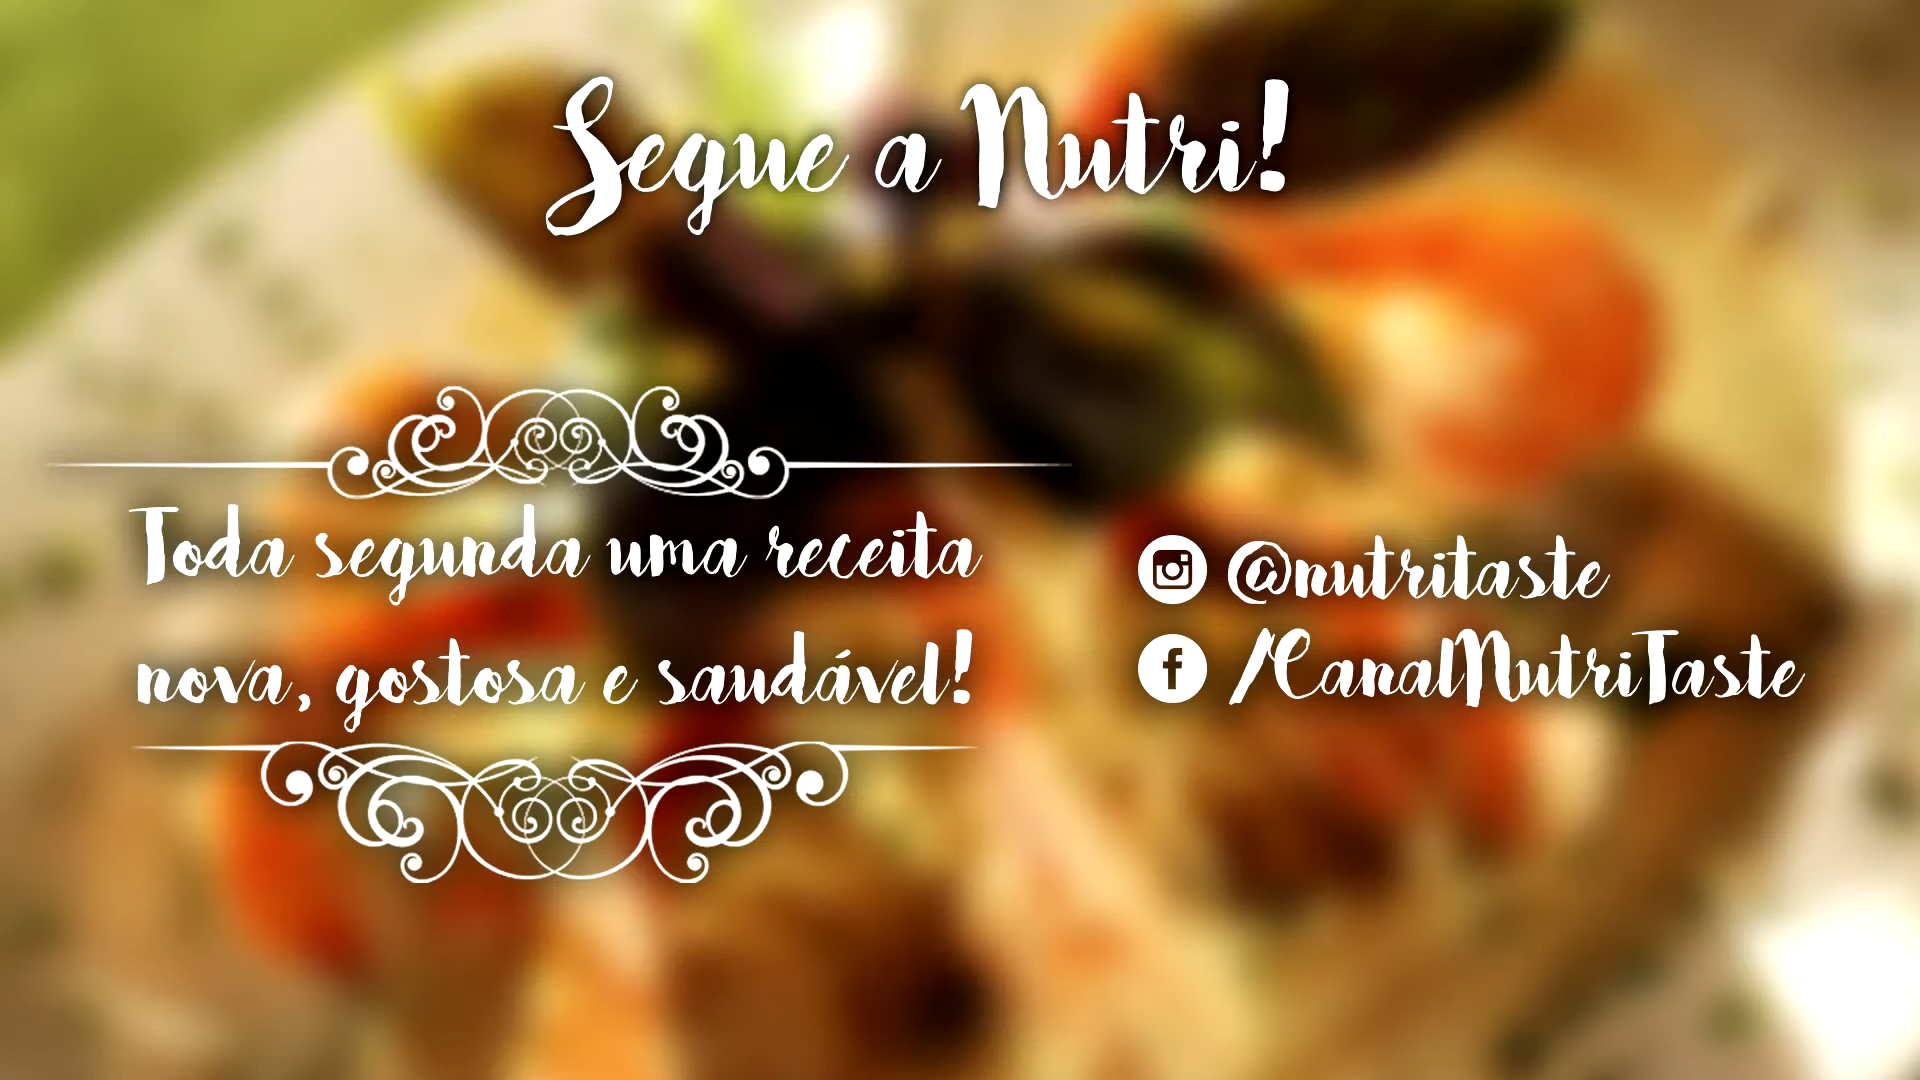 Segue a Nutri!
Toda segunda uma receita
nova, gostosa e saudável!
@nutritaste
/CanalNutriTaste